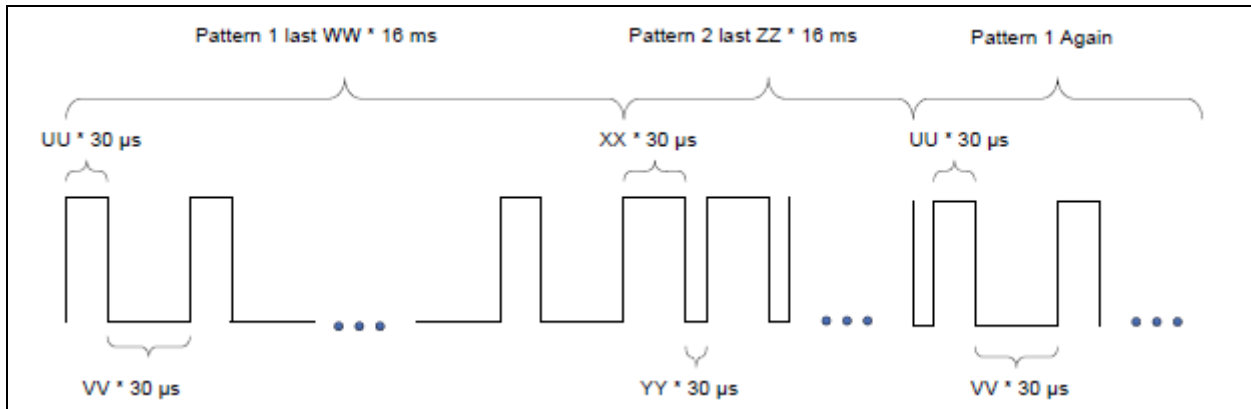 Pattern 1 last WW * 16 ms
Pattern 2 last ZZ * 16 ms
Pattern 1 Again
UU * 30 µs
XX * 30 µs
UU * 30 µs
VV * 30 µs
YY * 30 µs
VV * 30 µs